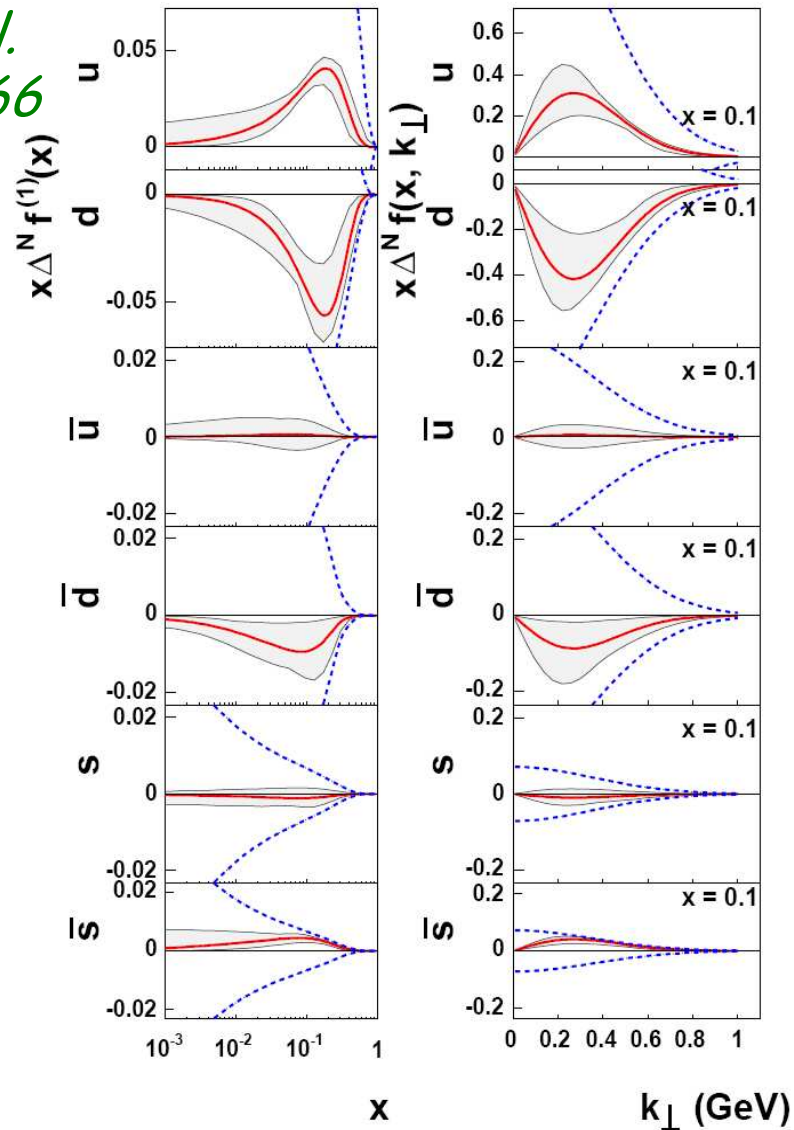 l.
66
u
0.05
0
d
0
-0.05
ū
0.02
0
-0.02
d̄
0.02
0
-0.02
s
0.02
0
-0.02
s̄
0.02
0
-0.02
10⁻³ 10⁻² 10⁻¹ 1
x
x Δᴺ f⁽¹⁾(x)
u
0.6
0.4
0.2
0
x = 0.1
d
0
-0.2
-0.4
-0.6
x = 0.1
0.2
0
-0.2
x = 0.1
ū
d̄
0.2
0
-0.2
x = 0.1
s
0.2
0
-0.2
x = 0.1
s̄
0.2
0
-0.2
x = 0.1
0 0.2 0.4 0.6 0.8 1
k⊥ (GeV)
x Δᴺ f(x, k⊥)